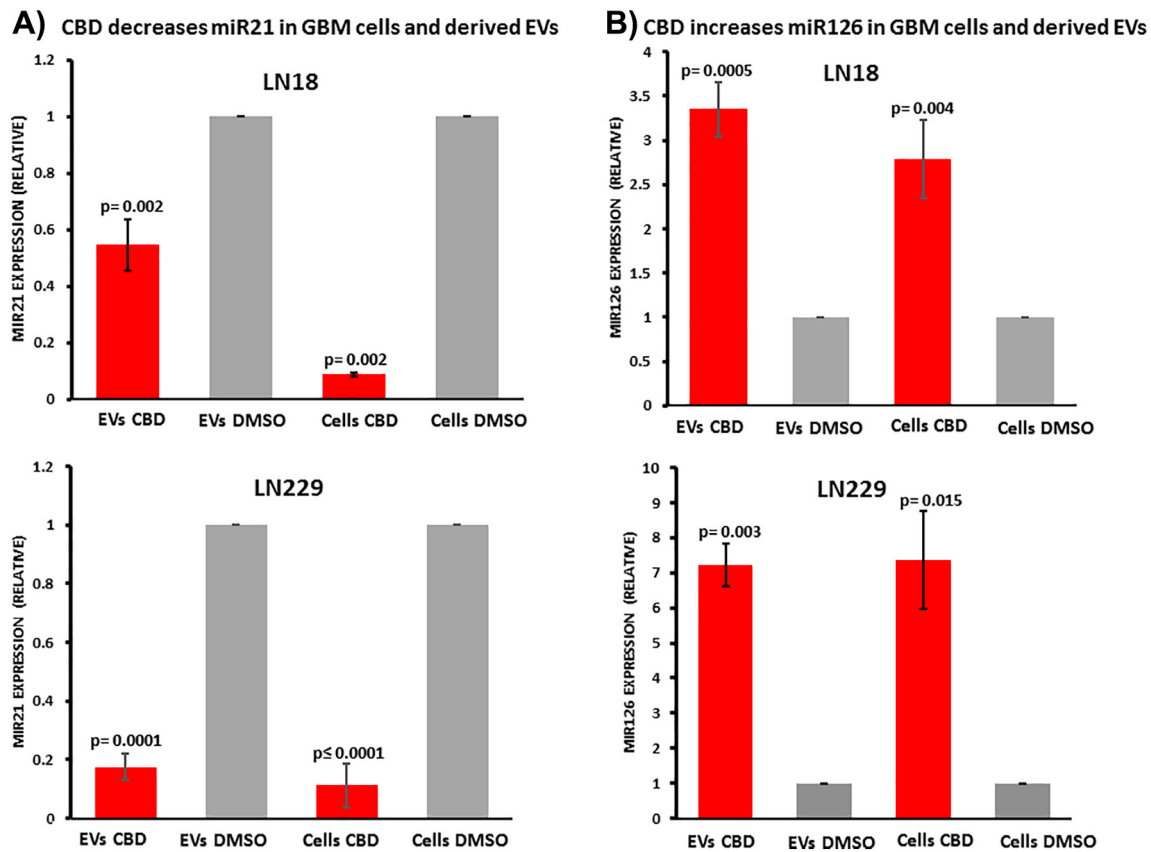 A) CBD decreases miR21 in GBM cells and derived EVs
LN18
MIR21 EXPRESSION (RELATIVE)
1.2
1
0.8
0.6
0.4
0.2
0
p= 0.002
p= 0.002
EVs CBD EVs DMSO Cells CBD Cells DMSO
LN229
MIR21 EXPRESSION (RELATIVE)
1.2
1
0.8
0.6
0.4
0.2
0
p= 0.0001
p≤ 0.0001
EVs CBD EVs DMSO Cells CBD Cells DMSO
B) CBD increases miR126 in GBM cells and derived EVs
LN18
MIR126 EXPRESSION (RELATIVE)
4
3.5
3
2.5
2
1.5
1
0.5
0
p= 0.0005
p= 0.004
EVs CBD EVs DMSO Cells CBD Cells DMSO
LN229
MIR126 EXPRESSION (RELATIVE)
10
9
8
7
6
5
4
3
2
1
0
p= 0.003
p= 0.015
EVs CBD EVs DMSO Cells CBD Cells DMSO